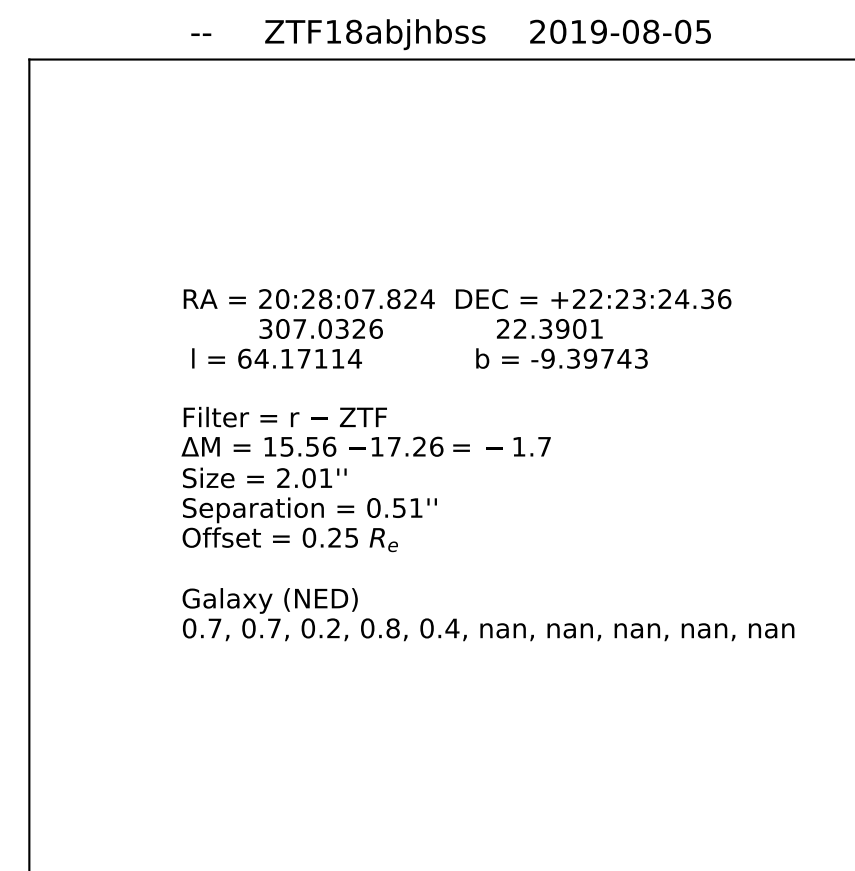 -- ZTF18abjhbss 2019-08-05
RA = 20:28:07.824 DEC = +22:23:24.36
307.0326 22.3901
l = 64.17114 b = -9.39743
Filter = r − ZTF
ΔM = 15.56 −17.26 = − 1.7
Size = 2.01''
Separation = 0.51''
Offset = 0.25 Rₑ
Galaxy (NED)
0.7, 0.7, 0.2, 0.8, 0.4, nan, nan, nan, nan, nan